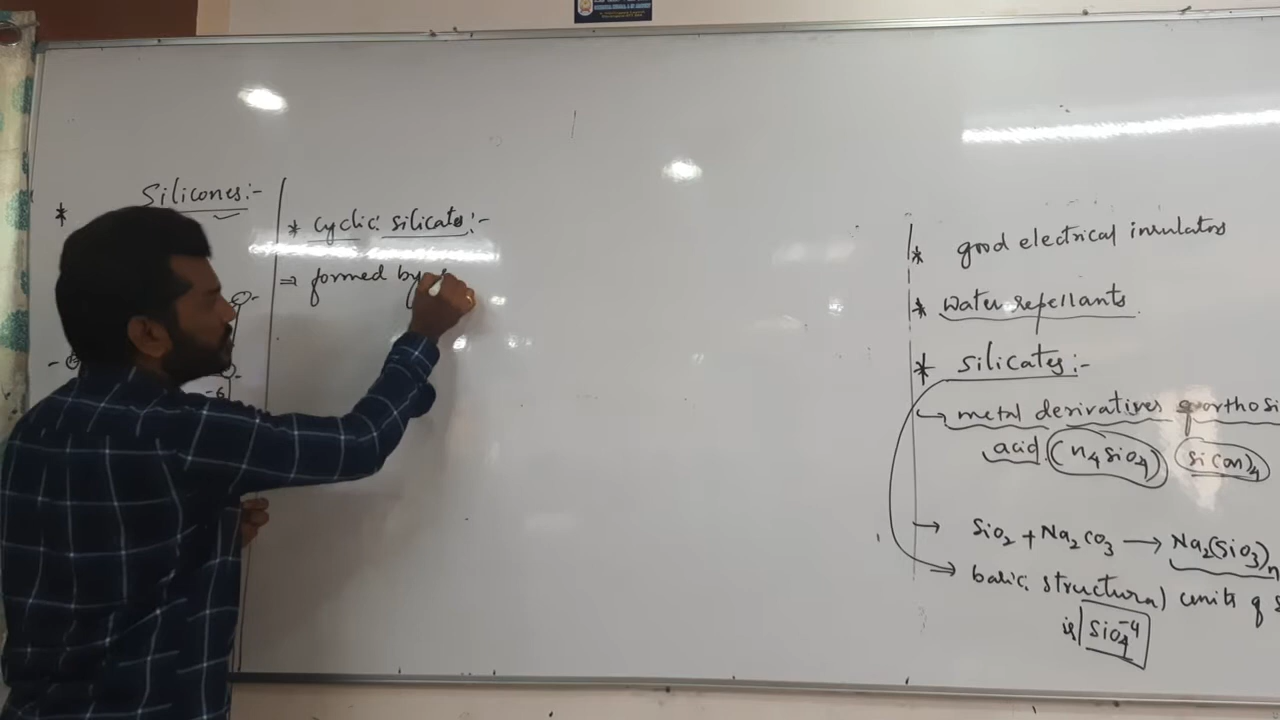 Silicones:-
*
* Cyclic silicates:-
⇒ formed by
-6
* good electrical insulators
* Water repellants
* Silicates:-
↳ metal derivatives of orthosi
acid (H4SiO4) Si(OH)4
→ SiO2 + Na2CO3 → Na2(SiO3)n
→ basic structural units of s
is SiO4-4